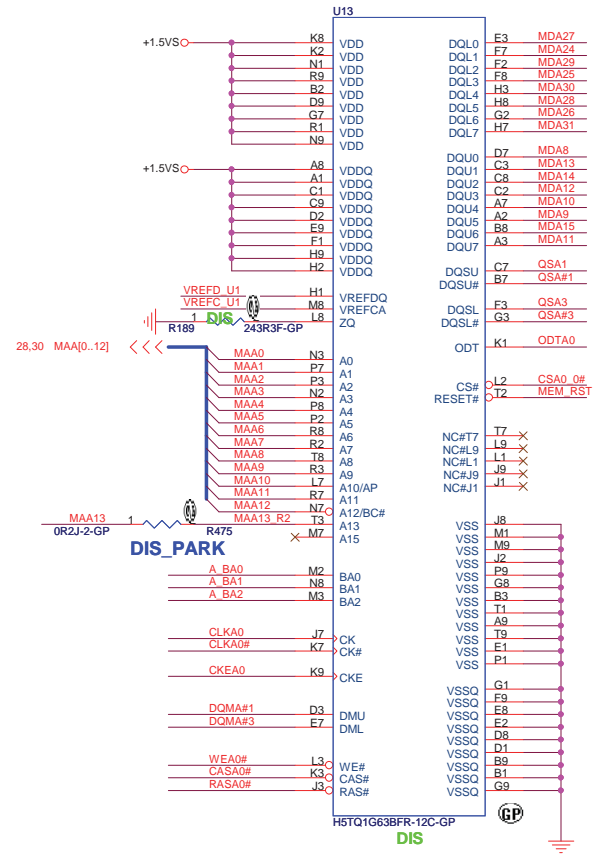 U13
+1.5VS K8 VDD DQL0 E3 MDA27
K2 VDD DQL1 F7 MDA24
N1 VDD DQL2 F2 MDA29
R9 VDD DQL3 F8 MDA25
B2 VDD DQL4 H3 MDA30
D9 VDD DQL5 H8 MDA28
G7 VDD DQL6 G2 MDA26
R1 VDD DQL7 H7 MDA31
N9 VDD
DQU0 D7 MDA8
+1.5VS A8 VDDQ DQU1 C3 MDA13
A1 VDDQ DQU2 C8 MDA14
C1 VDDQ DQU3 C2 MDA12
C9 VDDQ DQU4 A7 MDA10
D2 VDDQ DQU5 A2 MDA9
E9 VDDQ DQU6 B8 MDA15
F1 VDDQ DQU7 A3 MDA11
H9 VDDQ
H2 VDDQ DQSU C7 QSA1
DQSU# B7 QSA#1
VREFD_U1 H1 VREFDQ
VREFC_U1 M8 VREFCA DQSL F3 QSA3
1 DIS L8 ZQ DQSL# G3 QSA#3
R189 243R3F-GP
28,30 MAA[0..12] ODT K1 ODTA0
MAA0 N3 A0
MAA1 P7 A1
MAA2 P3 A2 CS# L2 CSA0_0#
MAA3 N2 A3 RESET# T2 MEM_RST
MAA4 P8 A4
MAA5 P2 A5
MAA6 R8 A6 NC#T7 T7
MAA7 R2 A7 NC#L9 L9
MAA8 T8 A8 NC#L1 L1
MAA9 R3 A9 NC#J9 J9
MAA10 L7 A10/AP NC#J1 J1
MAA11 R7 A11
MAA12 N7 A12/BC#
MAA13 1 MAA13_R2 T3 A13 VSS J8
0R2J-2-GP R475 M7 A15 VSS M1
DIS_PARK VSS M9
VSS J2
A_BA0 M2 BA0 VSS P9
A_BA1 N8 BA1 VSS G8
A_BA2 M3 BA2 VSS B3
VSS T1
VSS A9
CLKA0 J7 CK VSS T9
CLKA0# K7 CK# VSS E1
VSS P1
CKEA0 K9 CKE
VSSQ G1
VSSQ F9
DQMA#1 D3 DMU VSSQ E8
DQMA#3 E7 DML VSSQ E2
VSSQ D8
VSSQ D1
WEA0# L3 WE# VSSQ B9
CASA0# K3 CAS# VSSQ B1
RASA0# J3 RAS# VSSQ G9
GP
H5TQ1G63BFR-12C-GP
DIS